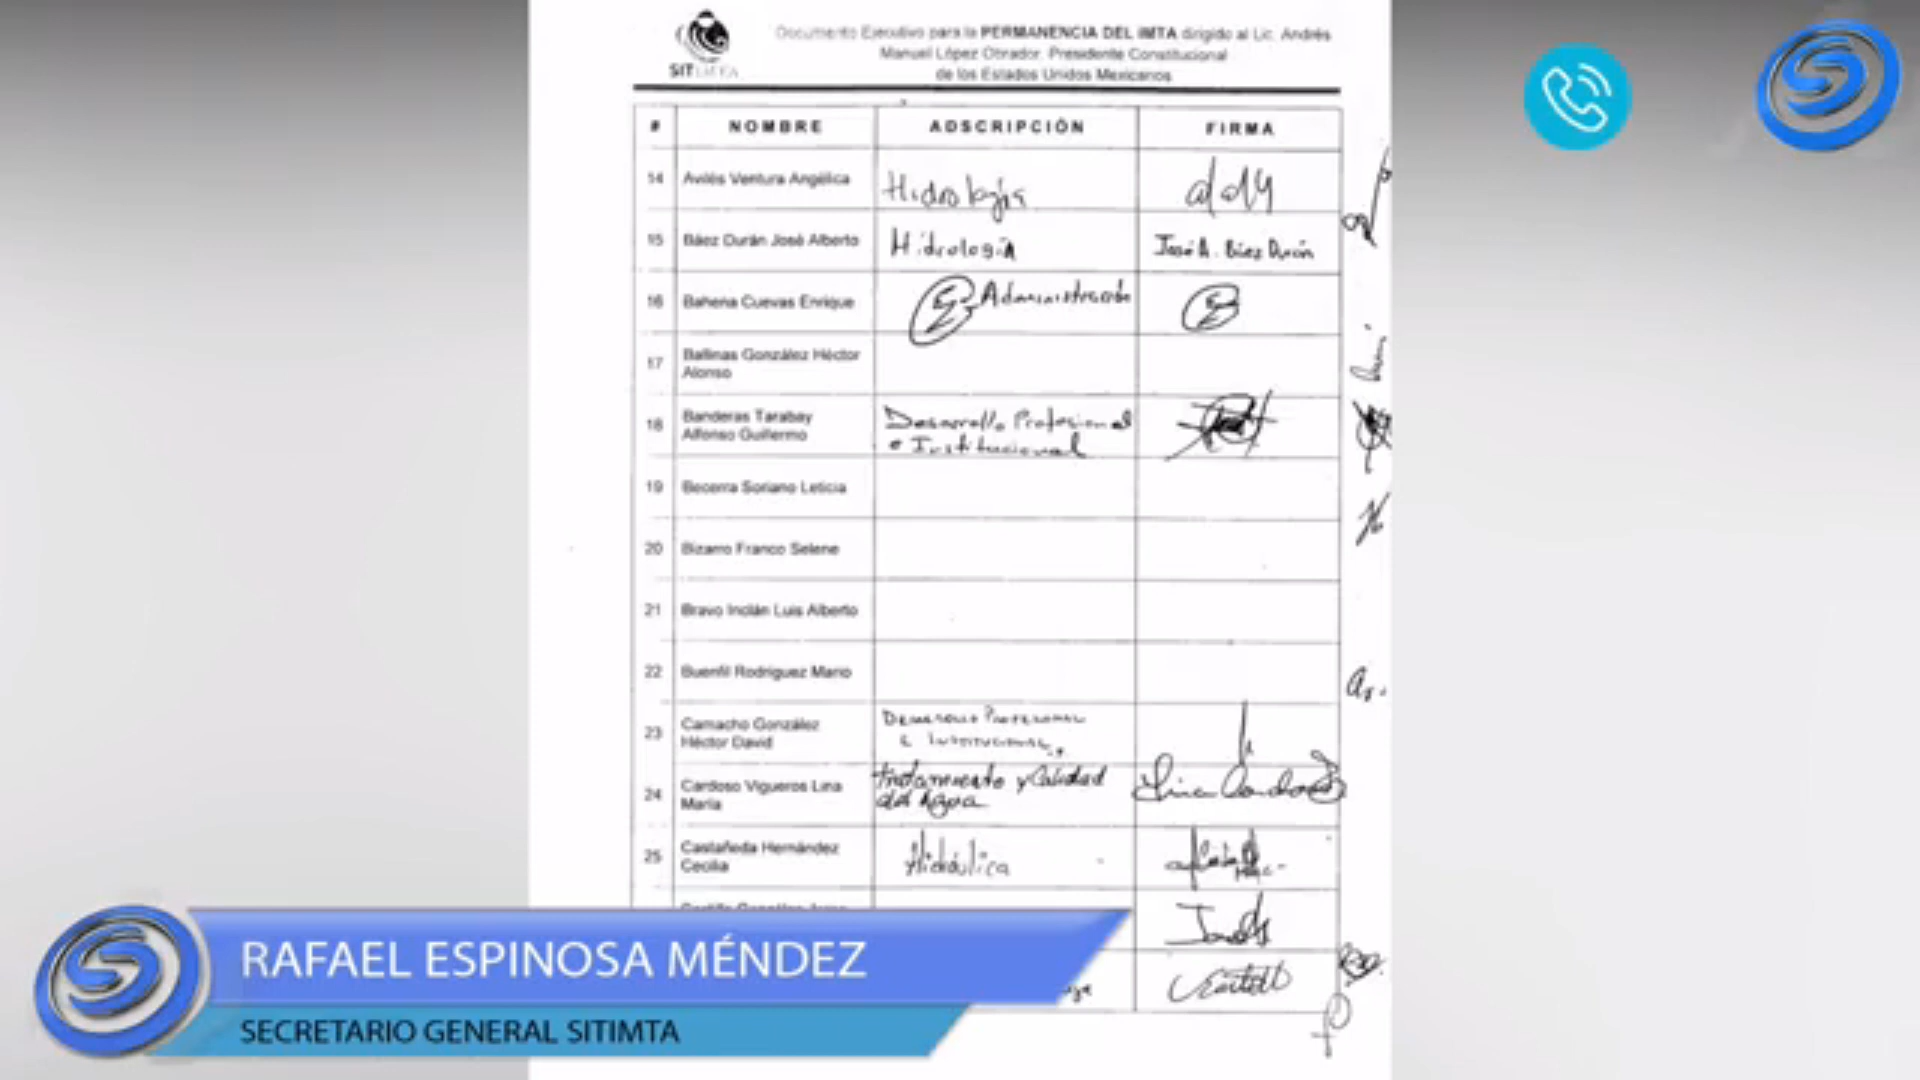 Documento Ejecutivo para la PERMANENCIA DEL IMTA dirigido al Lic. Andrés
Manuel López Obrador, Presidente Constitucional
de los Estados Unidos Mexicanos
SITIMTA
# NOMBRE ADSCRIPCIÓN FIRMA
14 Avilés Ventura Angélica Hidrología
15 Báez Durán José Alberto Hidrología José A. Báez Durán
16 Bahena Cuevas Enrique Administración
17 Ballinas González Héctor
Alonso
18 Banderas Tarabay
Alfonso Guillermo
Desarrollo Profesional
e Institucional
19 Becerra Soriano Leticia
20 Bizarro Franco Selene
21 Bravo Inclán Luis Alberto
22 Buenfil Rodriguez Mario
23 Camacho González
Héctor David
Desarrollo Profesional
e Institucional
24 Cardoso Vigueros Lina
María
tratamiento y Calidad
del Agua
25 Castañeda Hernández
Cecilia
Hidráulica
RAFAEL ESPINOSA MÉNDEZ
SECRETARIO GENERAL SITIMTA